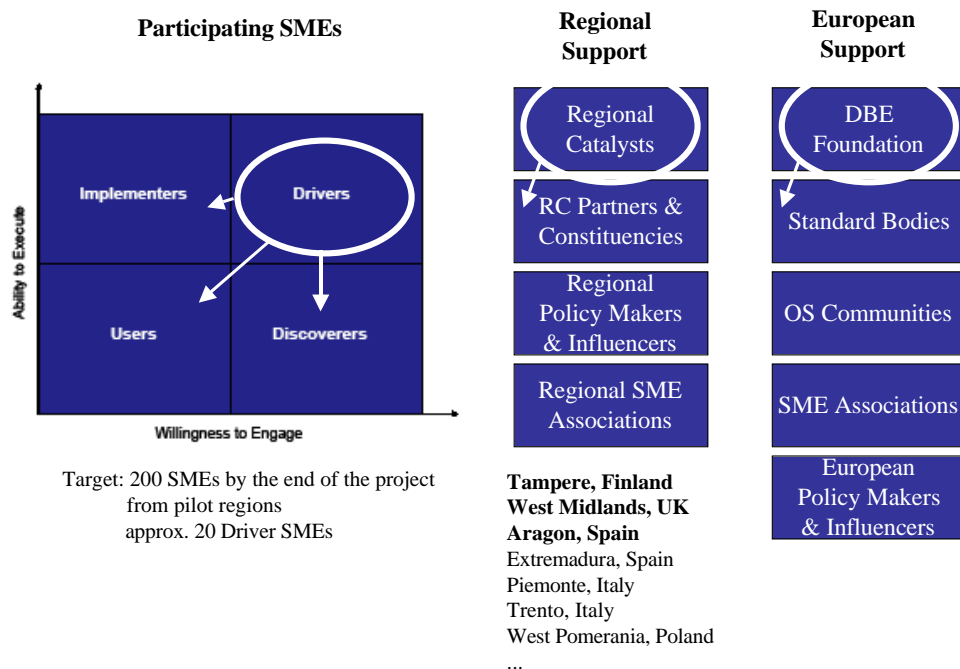 Participating SMEs
Ability to Execute
Implementers
Drivers
Users
Discoverers
Willingness to Engage
Target: 200 SMEs by the end of the project
from pilot regions
approx. 20 Driver SMEs
Regional
Support
Regional
Catalysts
RC Partners &
Constituencies
Regional
Policy Makers
& Influencers
Regional SME
Associations
Tampere, Finland
West Midlands, UK
Aragon, Spain
Extremadura, Spain
Piemonte, Italy
Trento, Italy
West Pomerania, Poland
...
European
Support
DBE
Foundation
Standard Bodies
OS Communities
SME Associations
European
Policy Makers
& Influencers